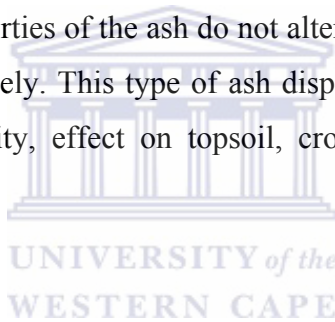 rties of the ash do not alter
ely. This type of ash disp
ity, effect on topsoil, cro
UNIVERSITY of the
WESTERN CAPE